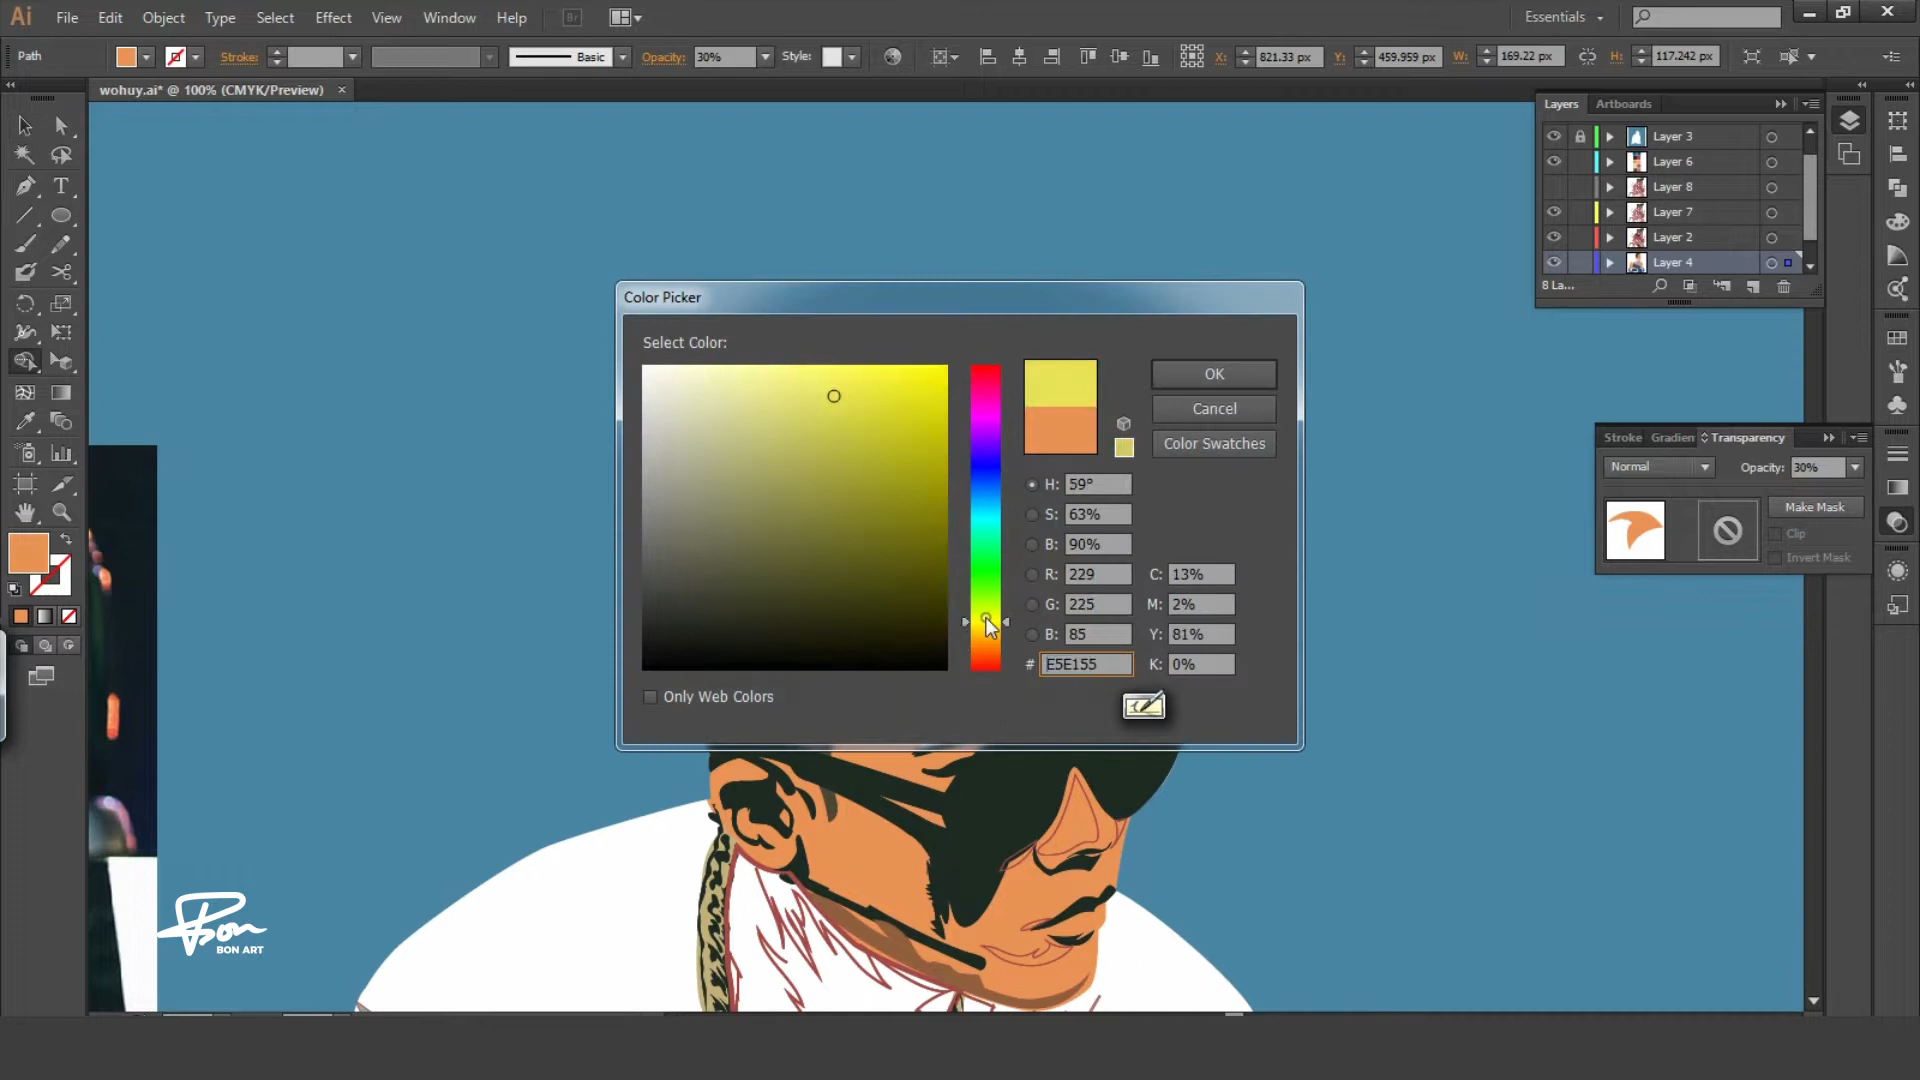 Ai File Edit Object Type Select Effect View Window Help Br Essentials
Path Stroke: Basic Opacity: 30% Style: X: 821.33 px Y: 459.959 px W: 169.22 px H: 117.242 px
wohuy.ai* @ 100% (CMYK/Preview) ×
Layers Artboards
Layer 3
Layer 6
Layer 8
Layer 7
Layer 2
Layer 4
8 La...
Color Picker
Select Color:
OK
Cancel
Color Swatches
H: 59°
S: 63%
B: 90%
R: 229 C: 13%
G: 225 M: 2%
B: 85 Y: 81%
# E5E155 K: 0%
Only Web Colors
Stroke Gradien Transparency
Normal Opacity: 30%
Make Mask
Clip
Invert Mask
Bon
BON ART